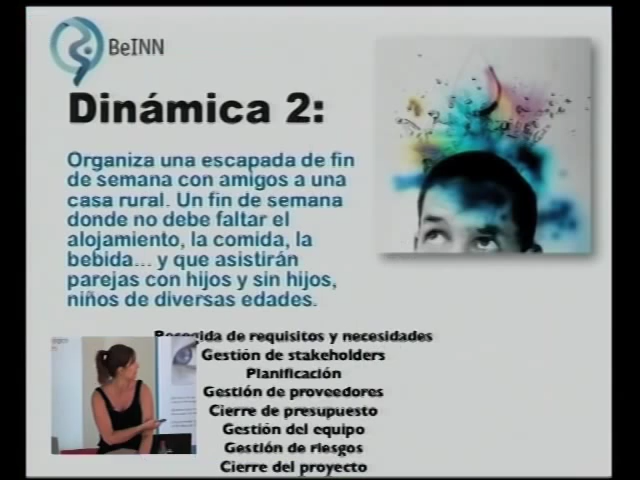 BeINN
Dinámica 2:
Organiza una escapada de fin
de semana con amigos a una
casa rural. Un fin de semana
donde no debe faltar el
alojamiento, la comida, la
bebida... y que asistirán
parejas con hijos y sin hijos,
niños de diversas edades.
Recogida de requisitos y necesidades
Gestión de stakeholders
Planificación
Gestión de proveedores
Cierre de presupuesto
Gestión del equipo
Gestión de riesgos
Cierre del proyecto